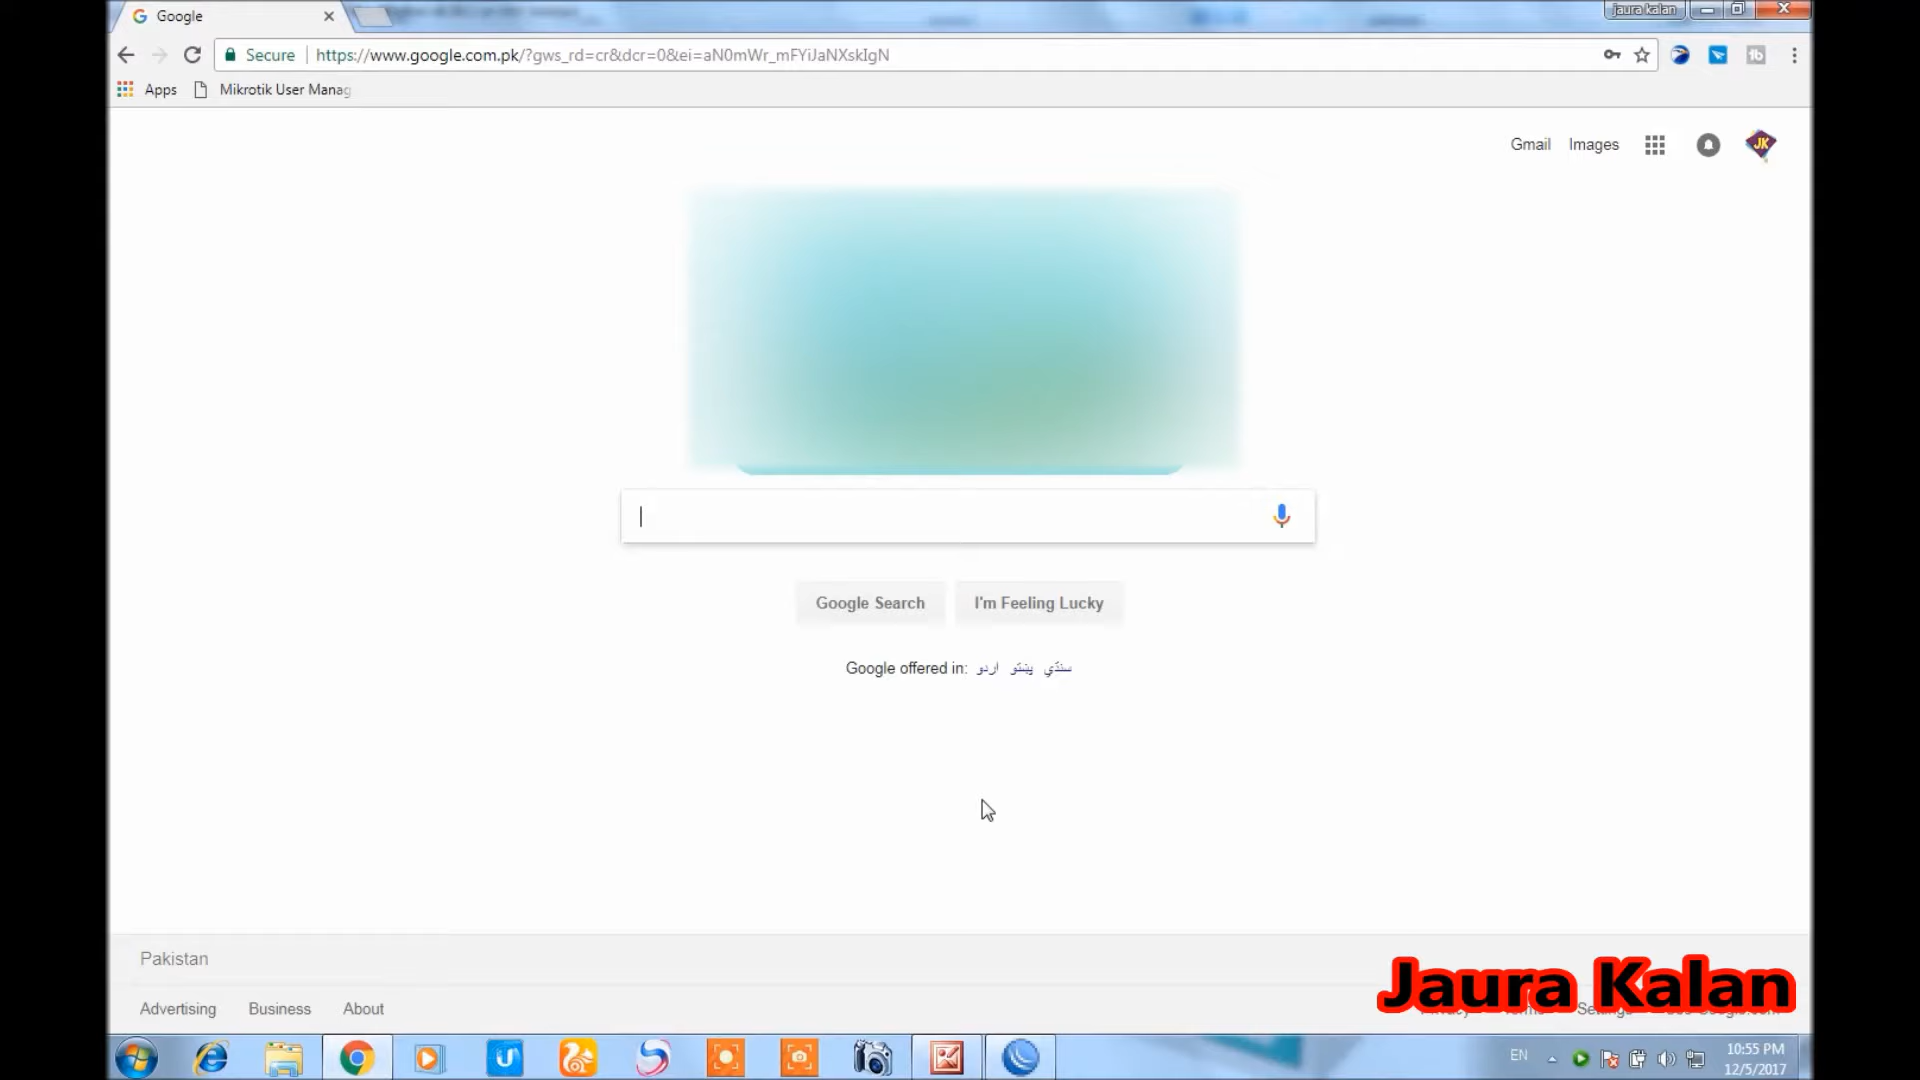 Google
jaura kalan
Secure
https://www.google.com.pk/?gws_rd=cr&dcr=0&ei=aN0mWr_mFYiJaNXskIgN
Apps
Mikrotik User Manag
Gmail
Images
JK
Google Search
I'm Feeling Lucky
Google offered in: اردو پښتو سنڌي
Pakistan
Jaura Kalan
Advertising
Business
About
EN
10:55 PM
12/5/2017